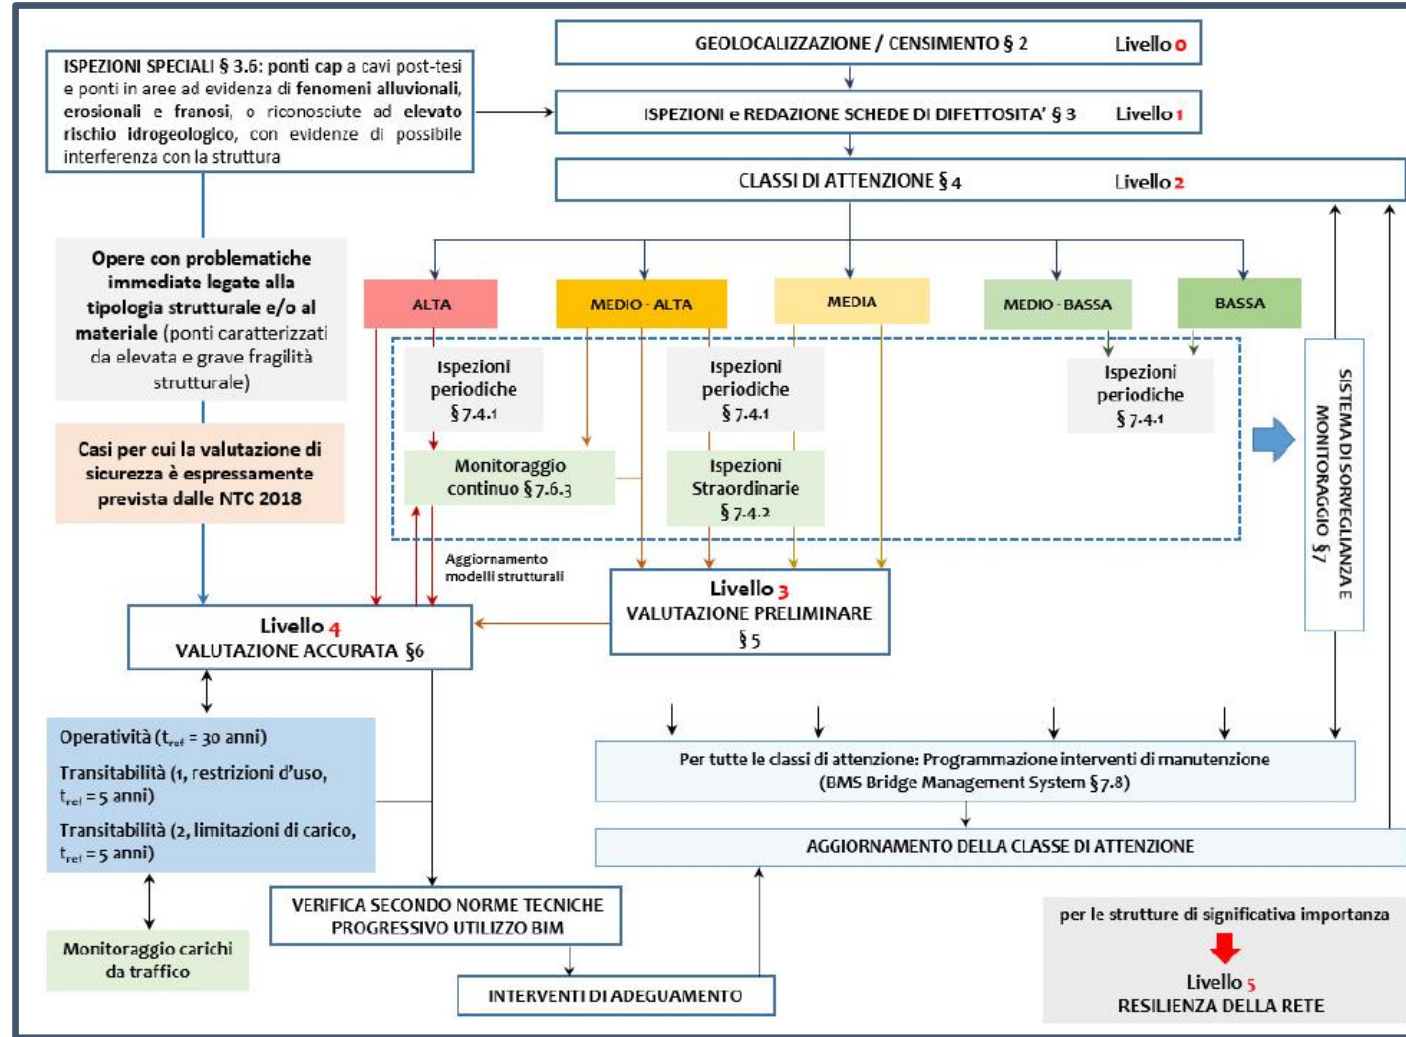 GEOLOCALIZZAZIONE / CENSIMENTO § 2 Livello 0
ISPEZIONI SPECIALI § 3.6: ponti cap a cavi post-tesi
e ponti in aree ad evidenza di fenomeni alluvionali,
erosionali e franosi, o riconosciute ad elevato
rischio idrogeologico, con evidenze di possibile
interferenza con la struttura
ISPEZIONI e REDAZIONE SCHEDE DI DIFETTOSITA' § 3 Livello 1
CLASSI DI ATTENZIONE § 4 Livello 2
Opere con problematiche
immediate legate alla
tipologia strutturale e/o al
materiale (ponti caratterizzati
da elevata e grave fragilità
strutturale)
ALTA
MEDIO - ALTA
MEDIA
MEDIO - BASSA
BASSA
Ispezioni
periodiche
§ 7.4.1
Ispezioni
periodiche
§ 7.4.1
Ispezioni
periodiche
§ 7.4.1
SISTEMA DI SORVEGLIANZA E
MONITORAGGIO §7
Casi per cui la valutazione di
sicurezza è espressamente
prevista dalle NTC 2018
Monitoraggio
continuo § 7.6.3
Ispezioni
Straordinarie
§ 7.4.2
Aggiornamento
modelli strutturali
Livello 3
VALUTAZIONE PRELIMINARE
§ 5
Livello 4
VALUTAZIONE ACCURATA §6
Operatività (tref = 30 anni)
Transitabilità (1, restrizioni d'uso,
tref = 5 anni)
Transitabilità (2, limitazioni di carico,
tref = 5 anni)
Per tutte le classi di attenzione: Programmazione interventi di manutenzione
(BMS Bridge Management System § 7.8)
AGGIORNAMENTO DELLA CLASSE DI ATTENZIONE
VERIFICA SECONDO NORME TECNICHE
PROGRESSIVO UTILIZZO BIM
Monitoraggio carichi
da traffico
INTERVENTI DI ADEGUAMENTO
per le strutture di significativa importanza
Livello 5
RESILIENZA DELLA RETE